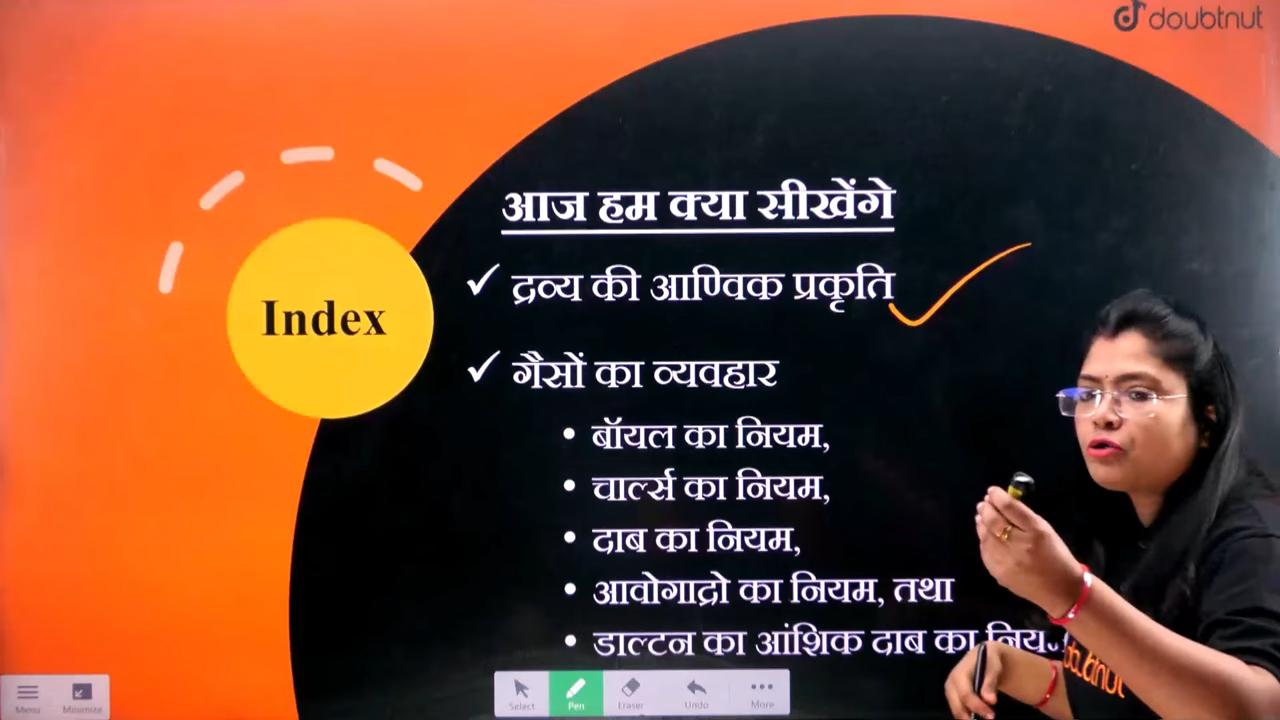 doubtnut
आज हम क्या सीखेंगे
द्रव्य की आण्विक प्रकृति
Index
गैसों का व्यवहार
• बॉयल का नियम,
• चार्ल्स का नियम,
• दाब का नियम,
• आवोगाद्रो का नियम, तथा
• डाल्टन का आंशिक दाब का
doubtnut
Menu
Minimize
Select
Pen
Eraser
Undo
More